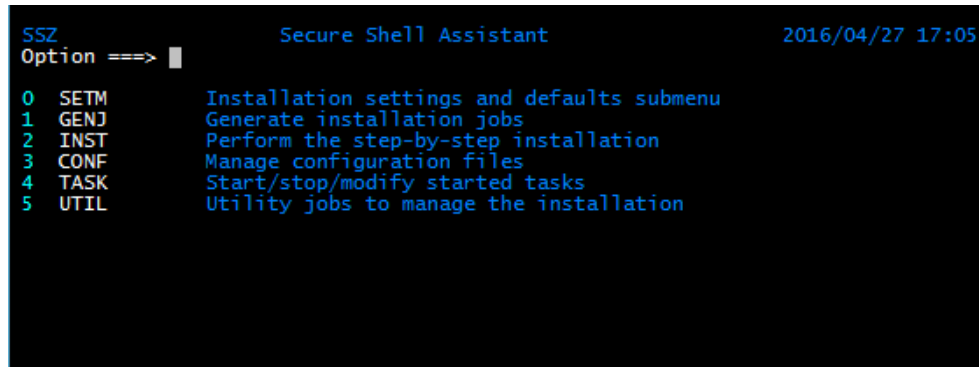 SSZ Secure Shell Assistant 2016/04/27 17:05
Option ===>
0 SETM Installation settings and defaults submenu
1 GENJ Generate installation jobs
2 INST Perform the step-by-step installation
3 CONF Manage configuration files
4 TASK Start/stop/modify started tasks
5 UTIL Utility jobs to manage the installation